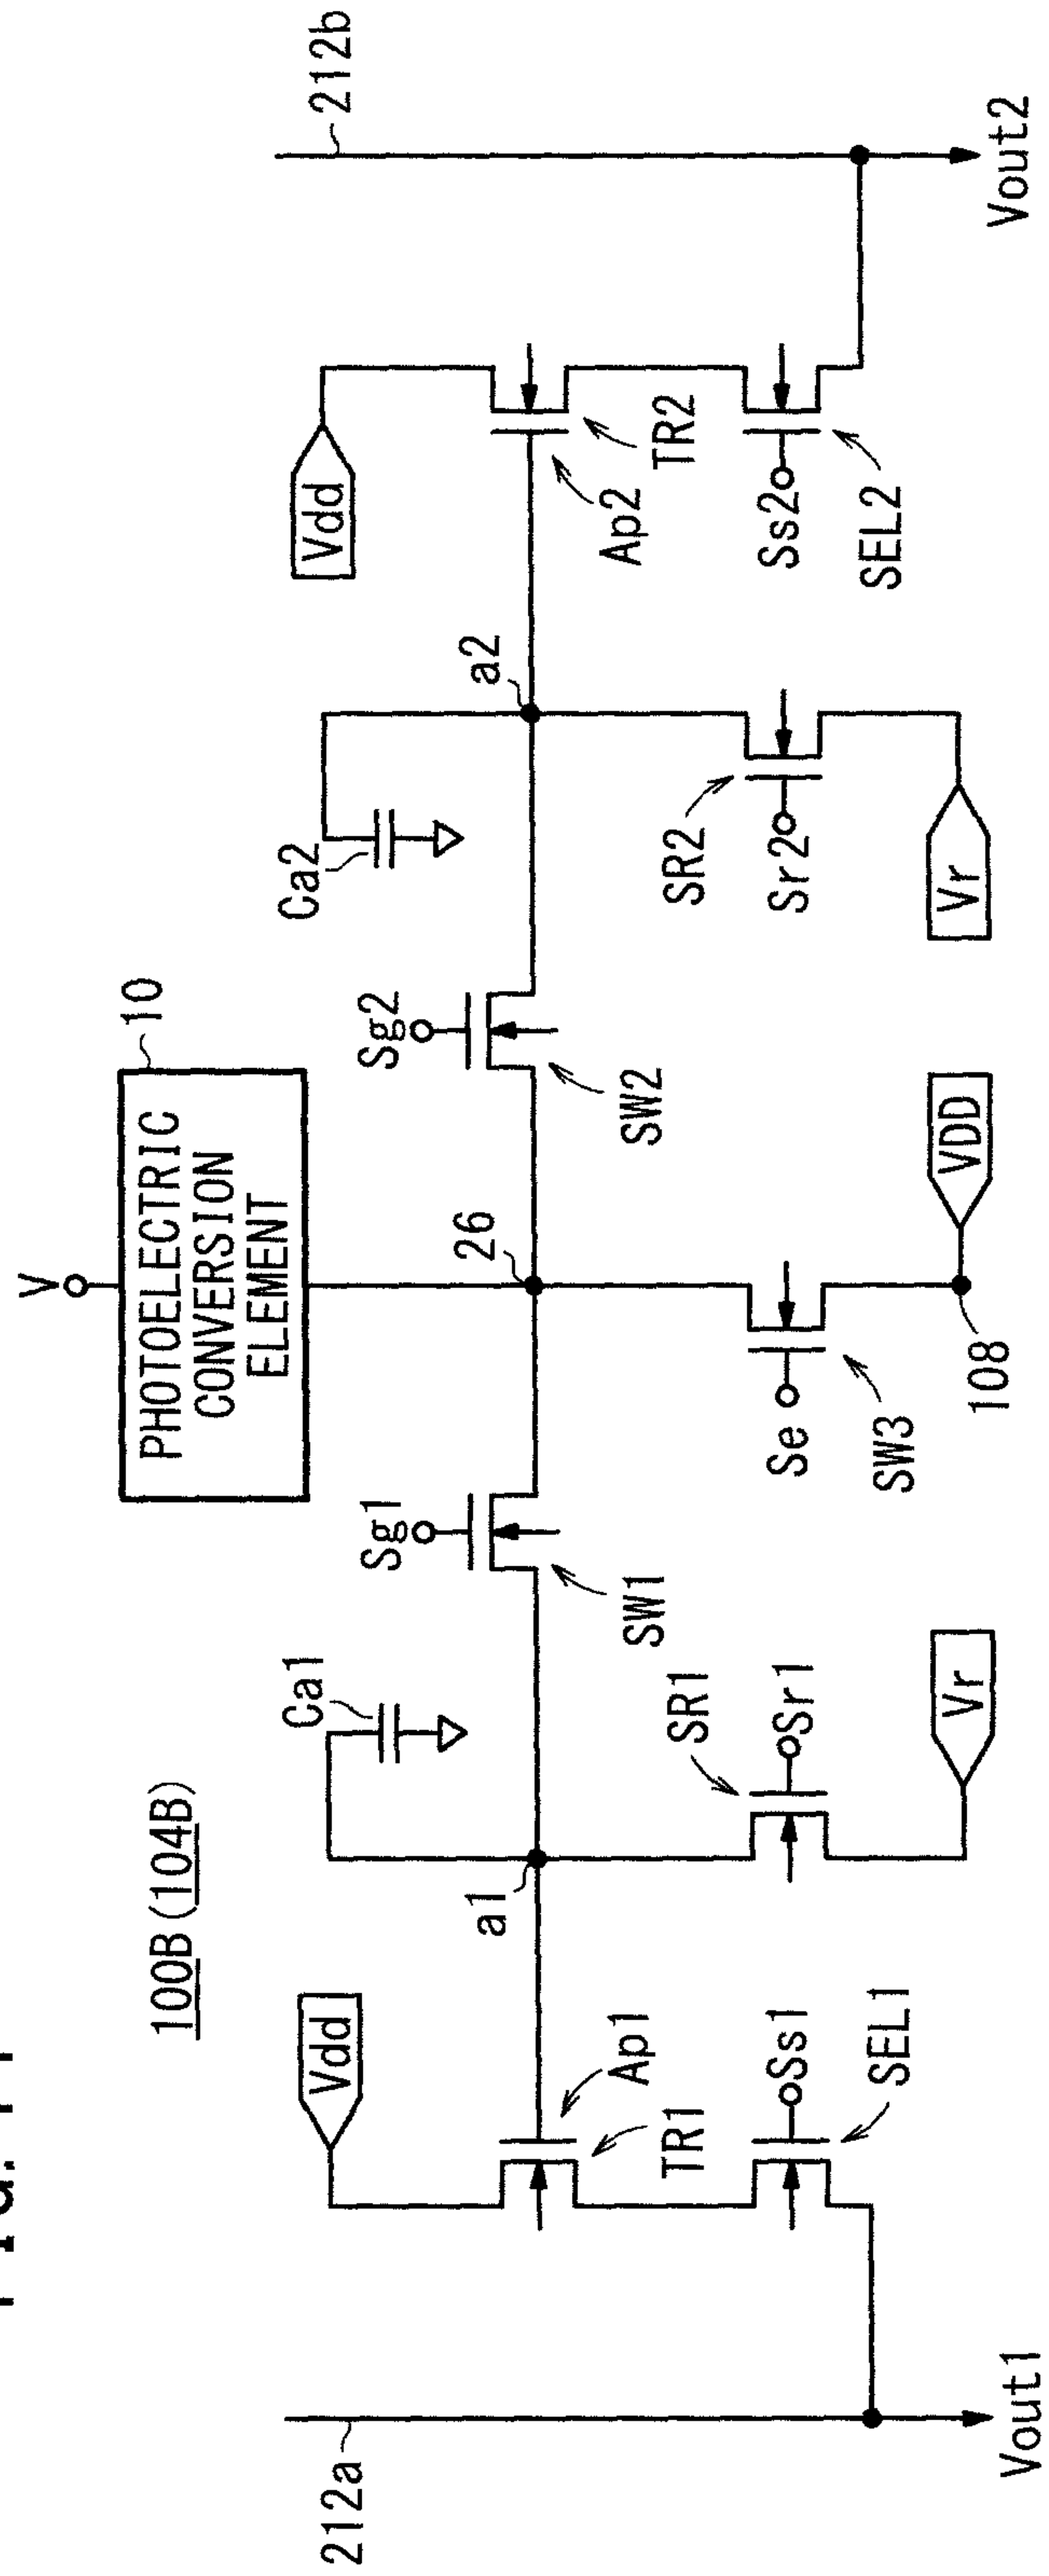 100B(104B)
V
PHOTOELECTRIC
CONVERSION
ELEMENT
10
212a
212b
Vdd
Ca1
Sg1
Sg2
Ca2
Vdd
a1
26
a2
Ap1
TR1
SW1
SW2
Ap2
TR2
SR1
Sr1
Ss1
SEL1
Se
SW3
SR2
Sr2
Ss2
SEL2
Vr
108
VDD
Vr
Vout1
Vout2